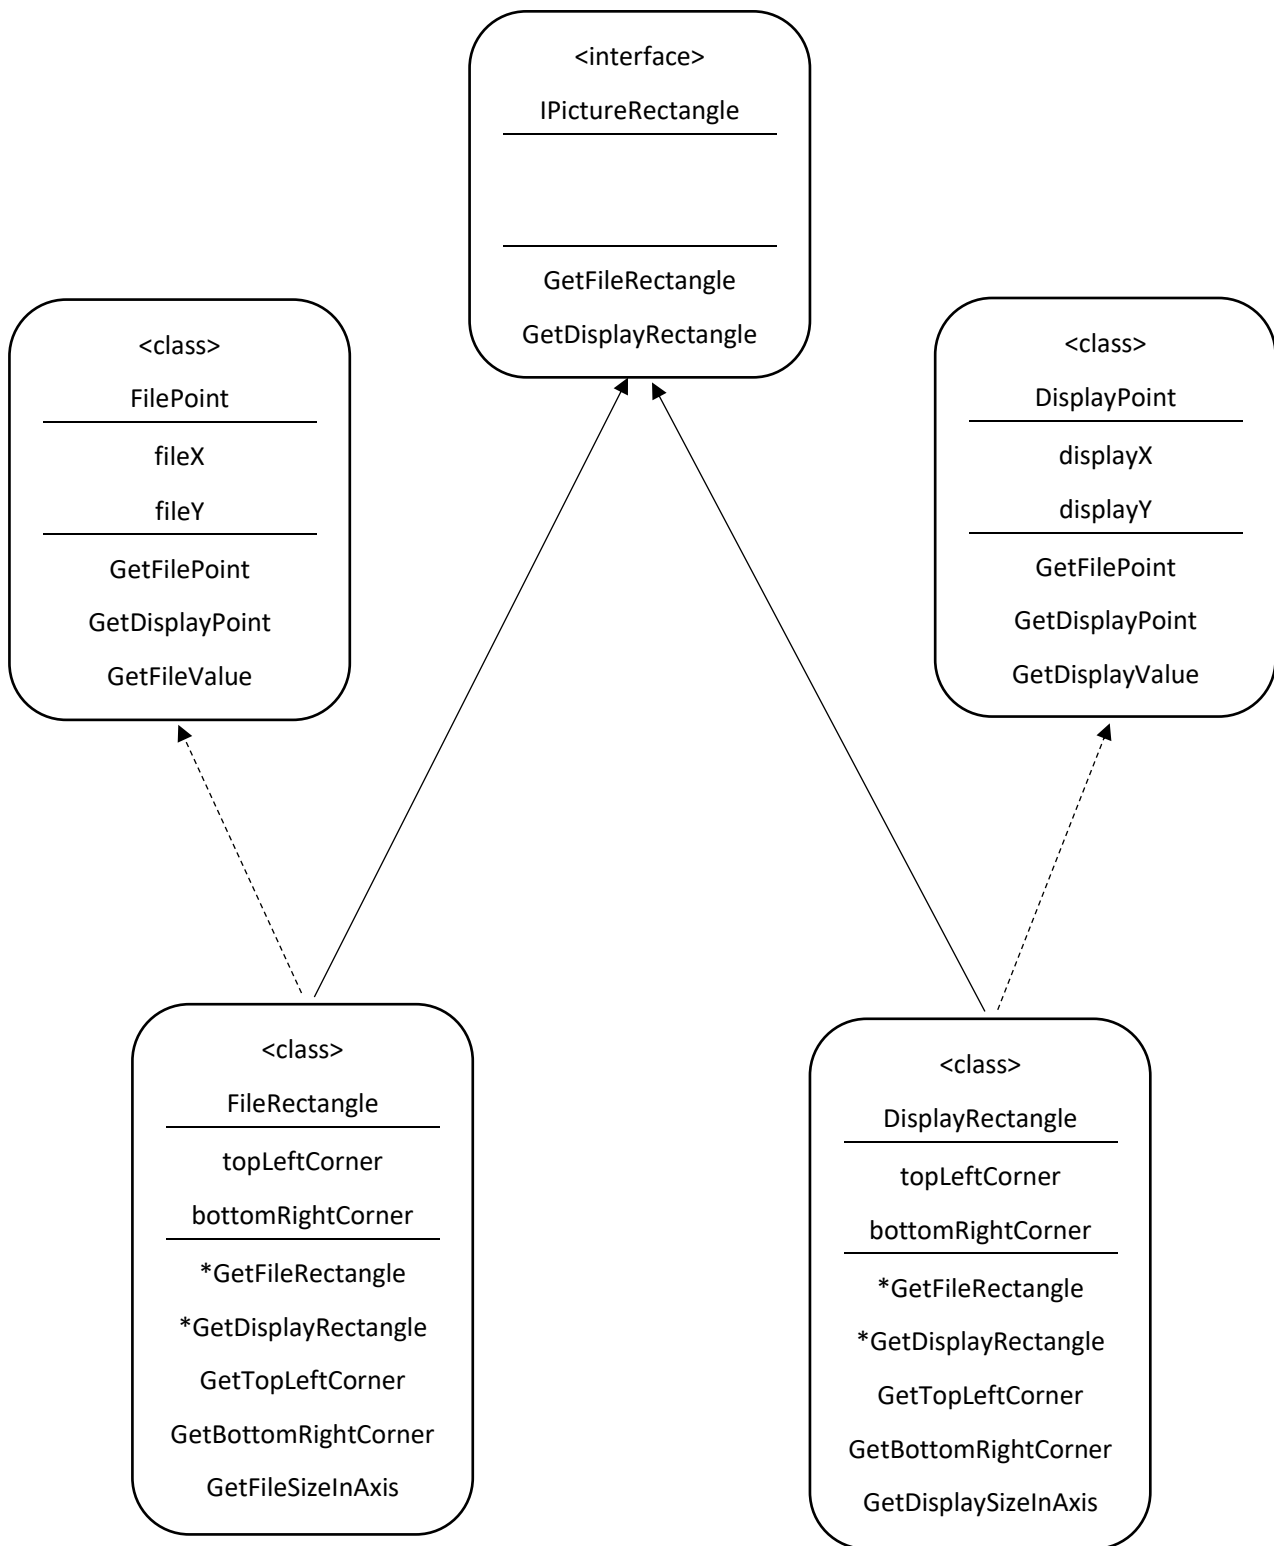 <interface>
IPictureRectangle
GetFileRectangle
GetDisplayRectangle
<class>
FilePoint
fileX
fileY
GetFilePoint
GetDisplayPoint
GetFileValue
<class>
DisplayPoint
displayX
displayY
GetFilePoint
GetDisplayPoint
GetDisplayValue
<class>
FileRectangle
topLeftCorner
bottomRightCorner
*GetFileRectangle
*GetDisplayRectangle
GetTopLeftCorner
GetBottomRightCorner
GetFileSizeInAxis
<class>
DisplayRectangle
topLeftCorner
bottomRightCorner
*GetFileRectangle
*GetDisplayRectangle
GetTopLeftCorner
GetBottomRightCorner
GetDisplaySizeInAxis